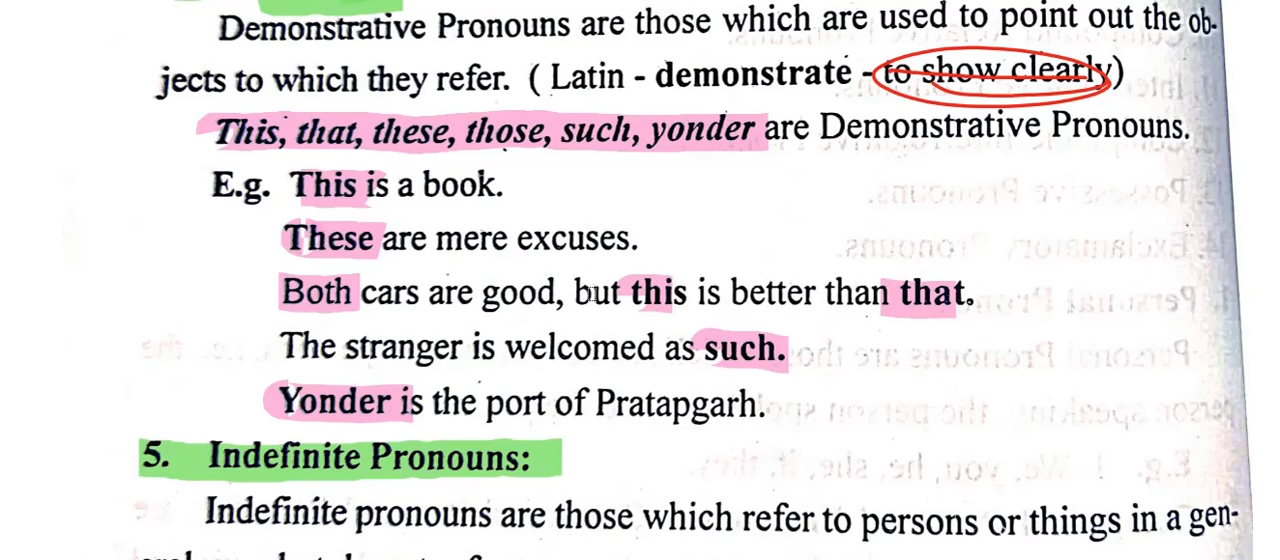 Demonstrative Pronouns are those which are used to point out the ob-
jects to which they refer. ( Latin - demonstrate - to show clearly)
This, that, these, those, such, yonder are Demonstrative Pronouns.
E.g. This is a book.
These are mere excuses.
Both cars are good, but this is better than that.
The stranger is welcomed as such.
Yonder is the port of Pratapgarh.
5. Indefinite Pronouns:
Indefinite pronouns are those which refer to persons or things in a gen-